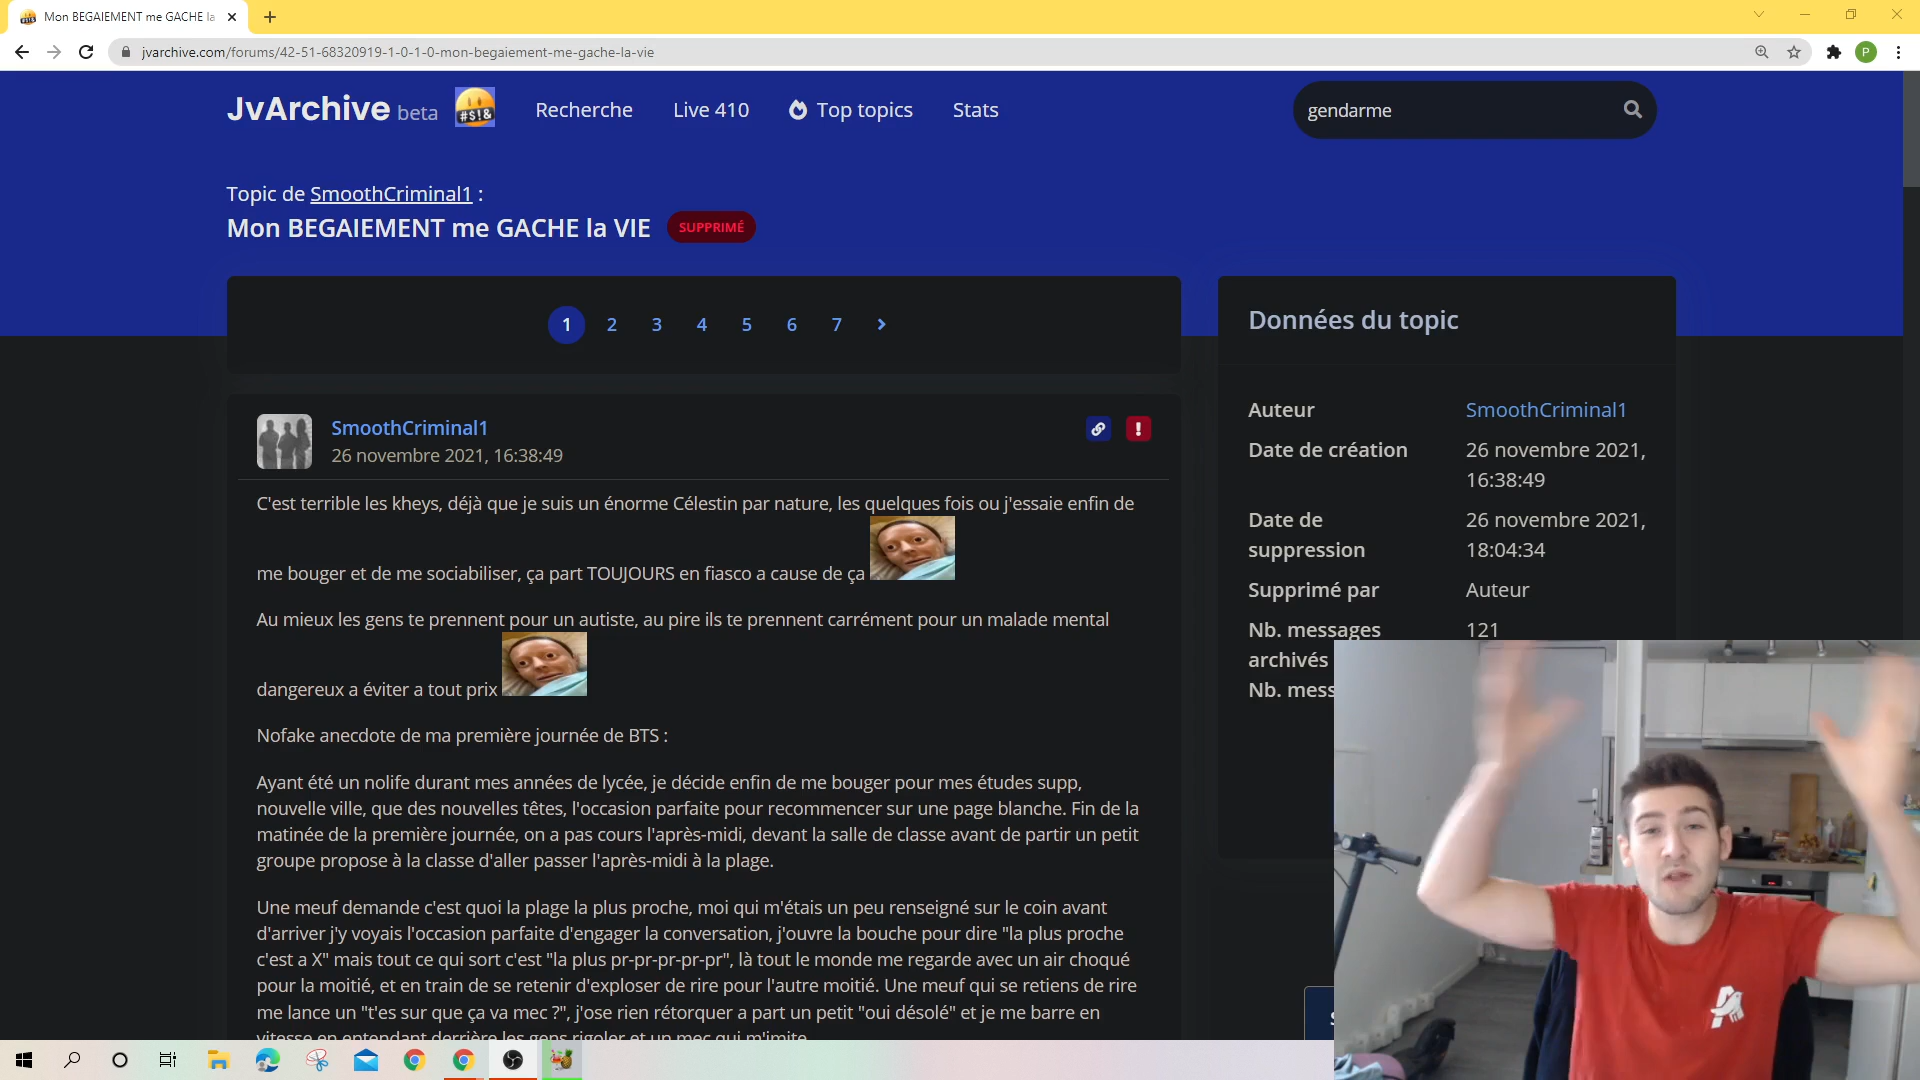 Mon BEGAIEMENT me GACHE la
jvarchive.com/forums/42-51-68320919-1-0-1-0-mon-begaiement-me-gache-la-vie
P
JvArchive beta
#$!&
Recherche
Live 410
Top topics
Stats
gendarme
Topic de SmoothCriminal1 :
Mon BEGAIEMENT me GACHE la VIE
SUPPRIMÉ
1 2 3 4 5 6 7
SmoothCriminal1
26 novembre 2021, 16:38:49
C'est terrible les kheys, déjà que je suis un énorme Célestin par nature, les quelques fois ou j'essaie enfin de
me bouger et de me sociabiliser, ça part TOUJOURS en fiasco a cause de ça
Au mieux les gens te prennent pour un autiste, au pire ils te prennent carrément pour un malade mental
dangereux a éviter a tout prix
Nofake anecdote de ma première journée de BTS :
Ayant été un nolife durant mes années de lycée, je décide enfin de me bouger pour mes études supp,
nouvelle ville, que des nouvelles têtes, l'occasion parfaite pour recommencer sur une page blanche. Fin de la
matinée de la première journée, on a pas cours l'après-midi, devant la salle de classe avant de partir un petit
groupe propose à la classe d'aller passer l'après-midi à la plage.
Une meuf demande c'est quoi la plage la plus proche, moi qui m'étais un peu renseigné sur le coin avant
d'arriver j'y voyais l'occasion parfaite d'engager la conversation, j'ouvre la bouche pour dire "la plus proche
c'est a X" mais tout ce qui sort c'est "la plus pr-pr-pr-pr-pr", là tout le monde me regarde avec un air choqué
pour la moitié, et en train de se retenir d'exploser de rire pour l'autre moitié. Une meuf qui se retiens de rire
me lance un "t'es sur que ça va mec ?", j'ose rien rétorquer a part un petit "oui désolé" et je me barre en
vitesse en entendant derrière les gens rigoler et un mec qui m'imite
Données du topic
Auteur
SmoothCriminal1
Date de création
26 novembre 2021,
16:38:49
Date de
suppression
26 novembre 2021,
18:04:34
Supprimé par
Auteur
Nb. messages
archivés
121
Nb. mess